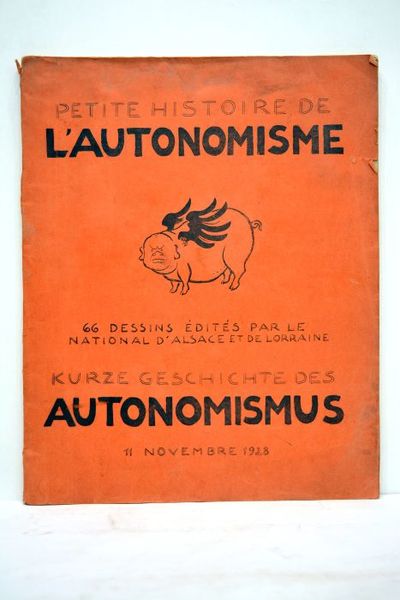 PETITE HISTOIRE DE
L'AUTONOMISME
66 DESSINS ÉDITÉS PAR LE
NATIONAL D'ALSACE ET DE LORRAINE
KURZE GESCHICHTE DES
AUTONOMISMUS
11 NOVEMBRE 1928